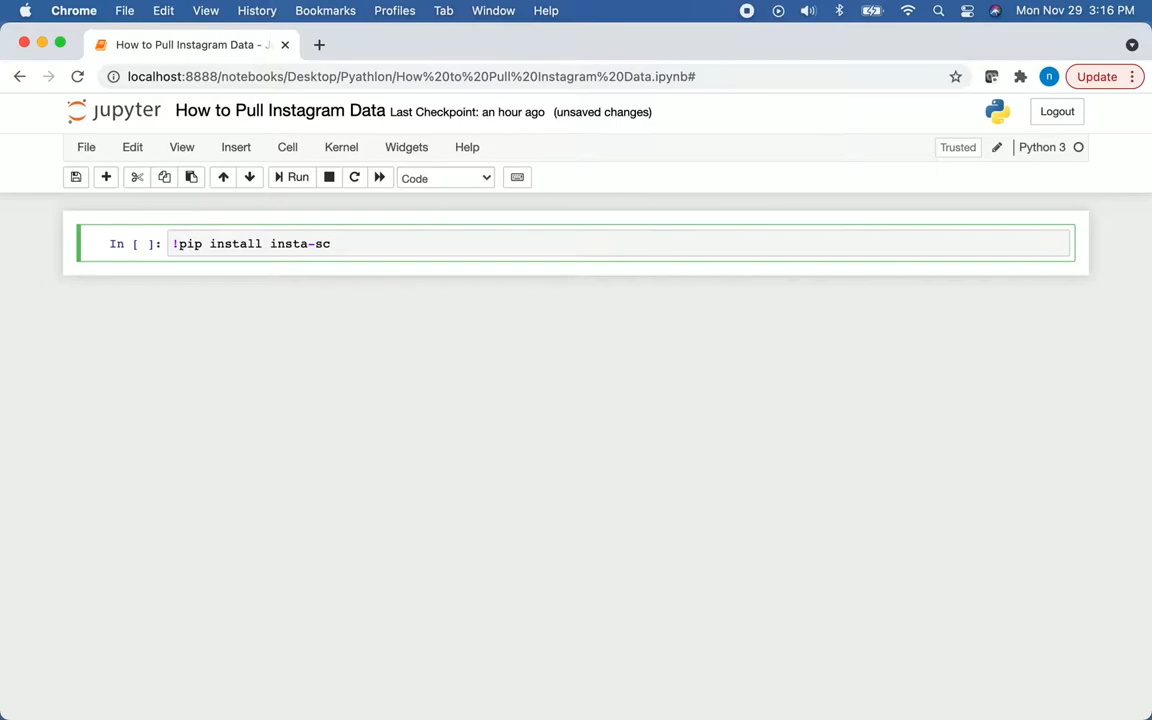 Chrome File Edit View History Bookmarks Profiles Tab Window Help Mon Nov 29 3:16 PM
How to Pull Instagram Data - J
localhost:8888/notebooks/Desktop/Pyathlon/How%20to%20Pull%20Instagram%20Data.ipynb# n Update
jupyter How to Pull Instagram Data Last Checkpoint: an hour ago (unsaved changes) Logout
File Edit View Insert Cell Kernel Widgets Help Trusted Python 3
Run Code
In [ ]: !pip install insta-sc